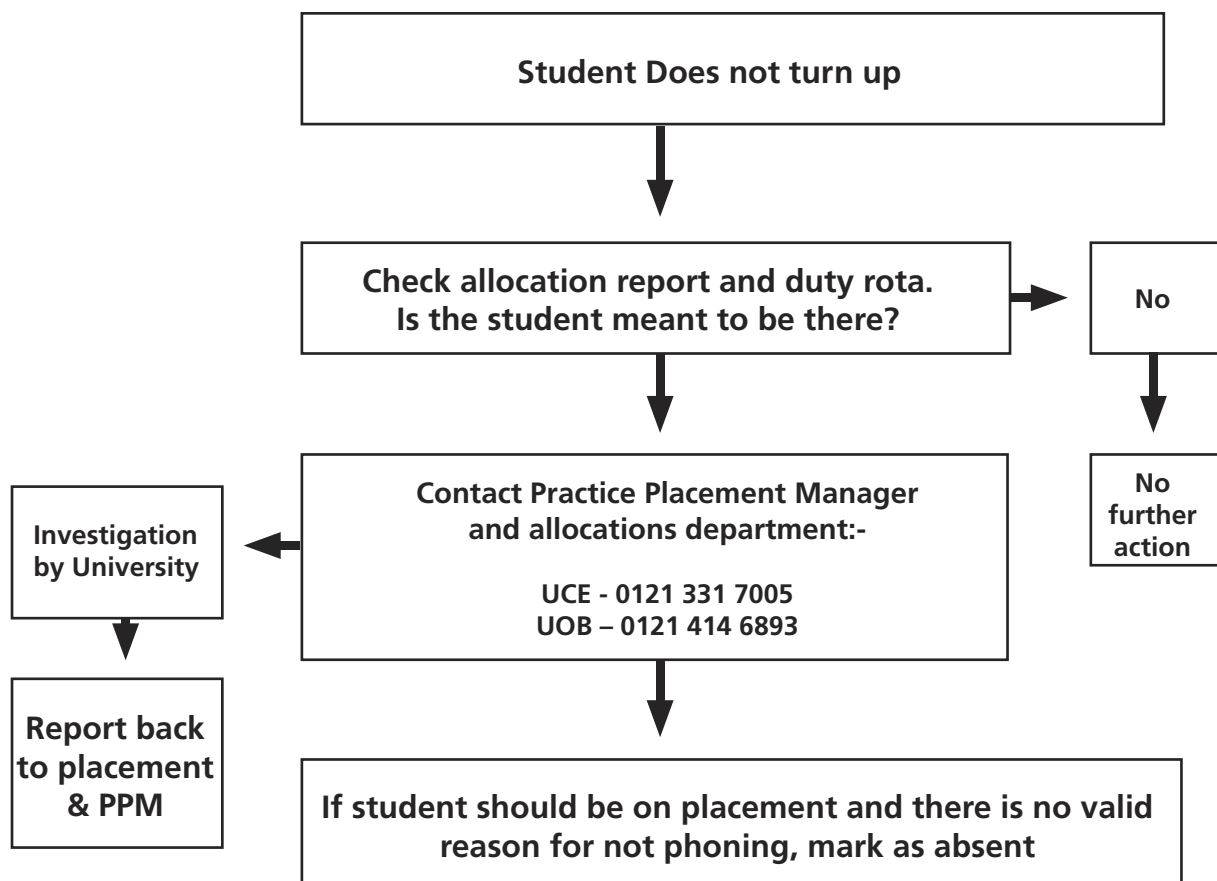 Student Does not turn up
Check allocation report and duty rota.
Is the student meant to be there?
No
No
further
action
Contact Practice Placement Manager
and allocations department:-
UCE - 0121 331 7005
UOB – 0121 414 6893
Investigation
by University
Report back
to placement
& PPM
If student should be on placement and there is no valid
reason for not phoning, mark as absent